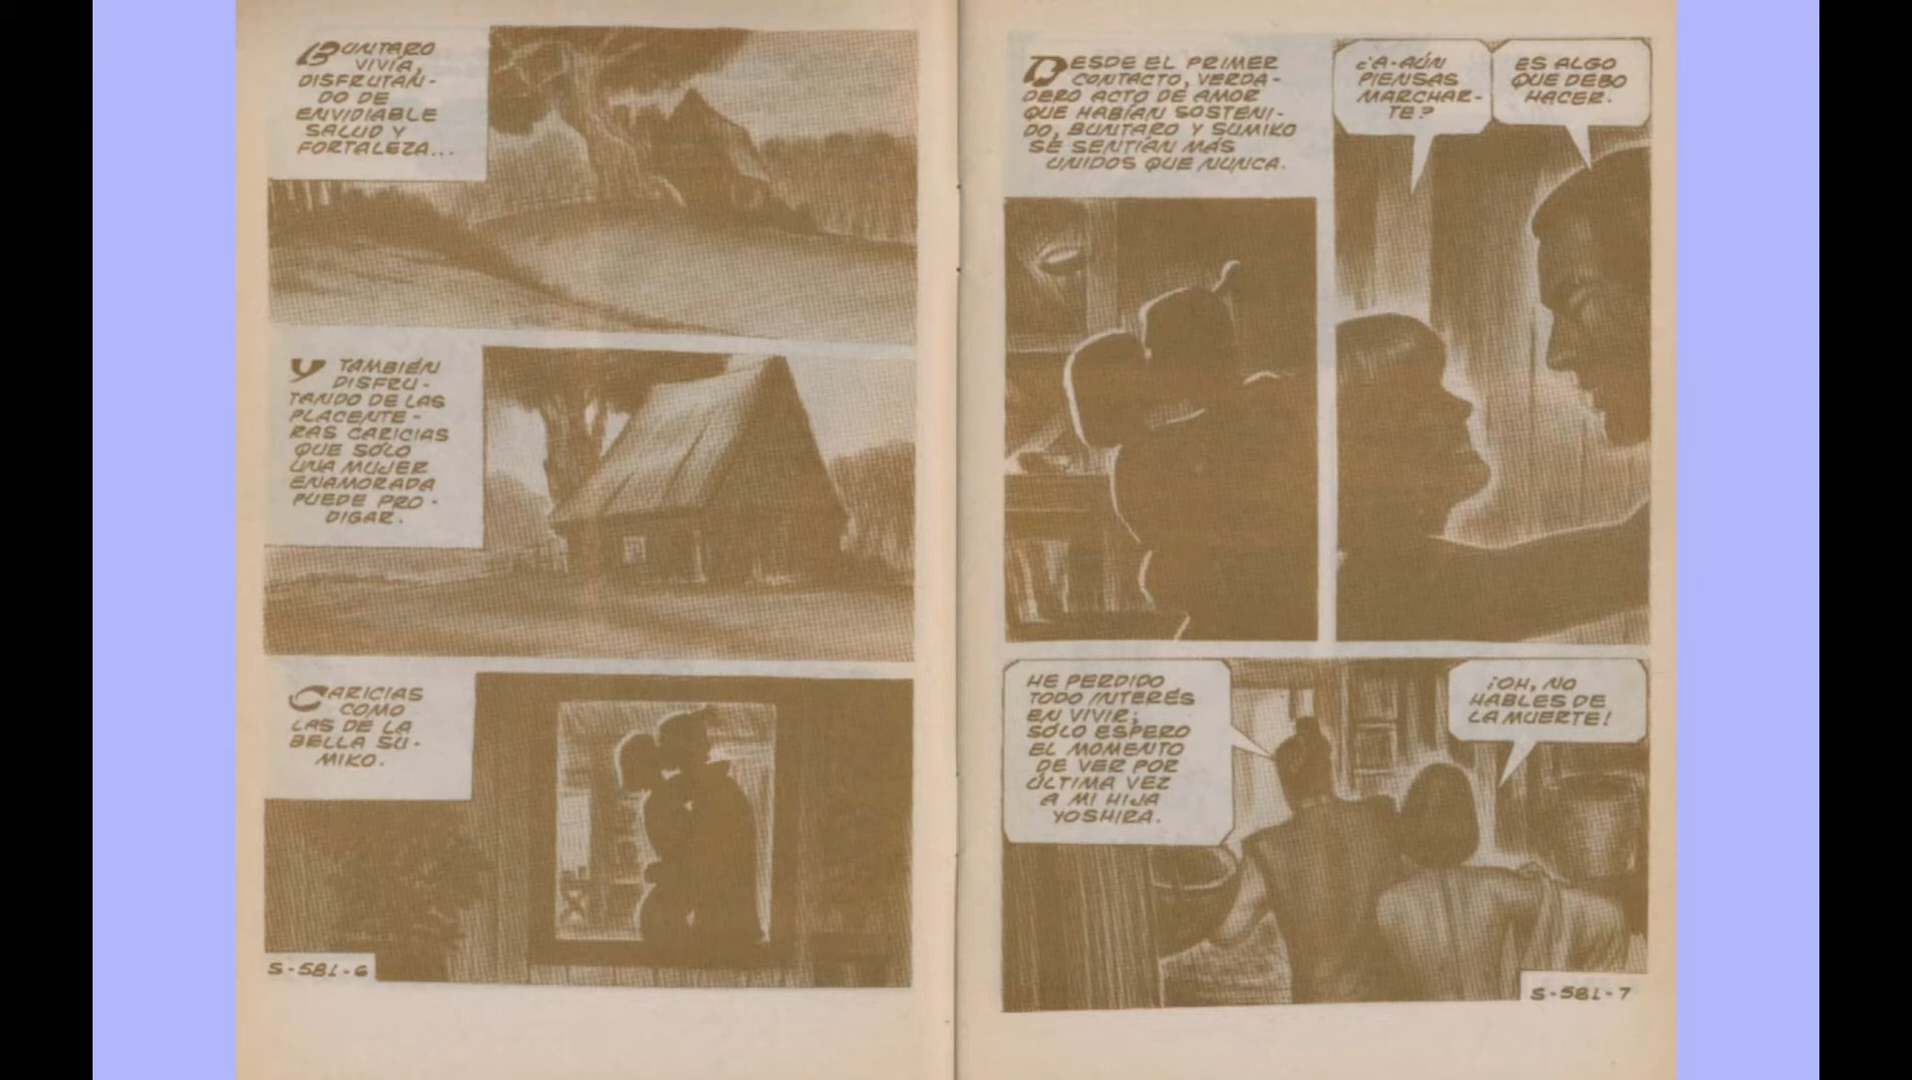 BUNTARO
VIVÍA,
DISFRUTAN-
DO DE
ENVIDIABLE
SALUD Y
FORTALEZA...
Y TAMBIÉN
DISFRU-
TANDO DE LAS
PLACENTE-
RAS CARICIAS
QUE SÓLO
UNA MUJER
ENAMORADA
PUEDE PRO-
DIGAR.
CARICIAS
COMO
LAS DE LA
BELLA SU-
MIKO.
S-581-6
DESDE EL PRIMER
CONTACTO, VERDA-
DERO ACTO DE AMOR
QUE HABÍAN SOSTENI-
DO, BUNTARO Y SUMIKO
SE SENTÍAN MÁS
UNIDOS QUE NUNCA.
¿A-AÚN
PIENSAS
MARCHAR-
TE?
ES ALGO
QUE DEBO
HACER.
HE PERDIDO
TODO INTERÉS
EN VIVIR;
SÓLO ESPERO
EL MOMENTO
DE VER POR
ÚLTIMA VEZ
A MI HIJA
YOSHIRA.
¡OH, NO
HABLES DE
LA MUERTE!
S-581-7